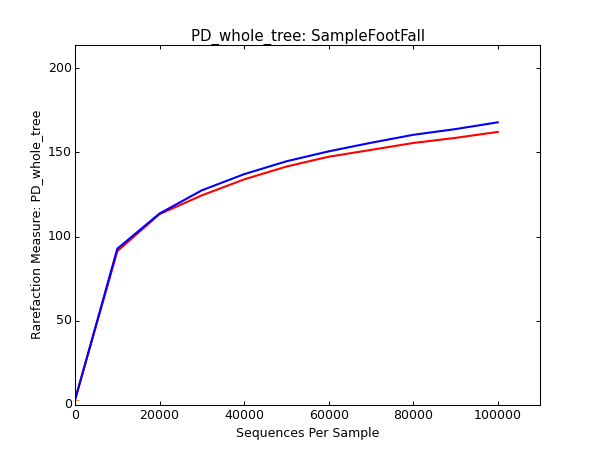 PD_whole_tree: SampleFootFall
200
150
100
50
0
0 20000 40000 60000 80000 100000
Rarefaction Measure: PD_whole_tree
Sequences Per Sample